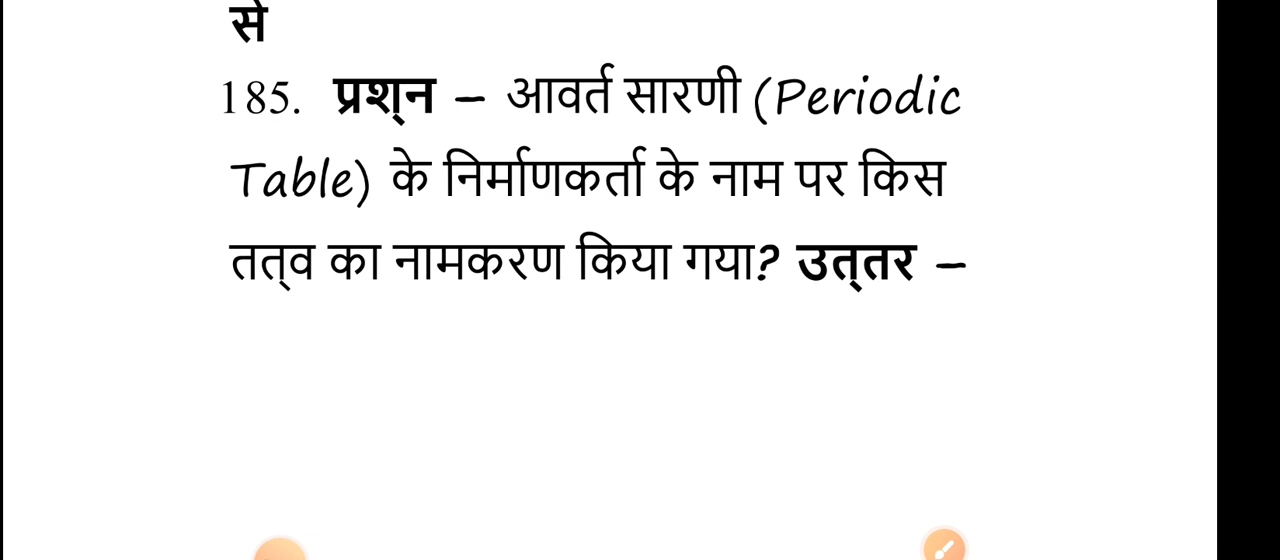 से
185. प्रश्न – आवर्त सारणी (Periodic
Table) के निर्माणकर्ता के नाम पर किस
तत्व का नामकरण किया गया? उत्तर –